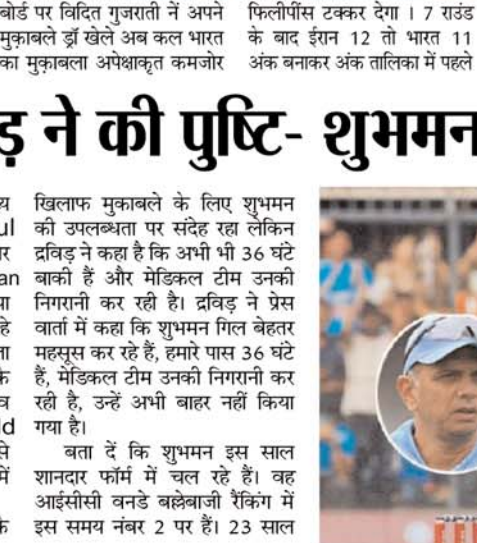 बोर्ड पर विदित गुजराती नें अपने
मुक़ाबले ड्रॉ खेले अब कल भारत
का मुक़ाबला अपेक्षाकृत कमजोर
फिलीपींस टक्कर देगा । 7 राउंड
के बाद ईरान 12 तो भारत 11
अंक बनाकर अंक तालिका में पहले
ड़ ने की पुष्टि- शुभमन
खिलाफ मुकाबले के लिए शुभमन
की उपलब्धता पर संदेह रहा लेकिन
द्रविड़ ने कहा है कि अभी भी 36 घंटे
बाकी हैं और मेडिकल टीम उनकी
निगरानी कर रही है। द्रविड़ ने प्रेस
वार्ता में कहा कि शुभमन गिल बेहतर
महसूस कर रहे हैं, हमारे पास 36 घंटे
हैं, मेडिकल टीम उनकी निगरानी कर
रही है, उन्हें अभी बाहर नहीं किया
गया है।
बता दें कि शुभमन इस साल
शानदार फॉर्म में चल रहे हैं। वह
आईसीसी वनडे बल्लेबाजी रैंकिंग में
इस समय नंबर 2 पर हैं। 23 साल